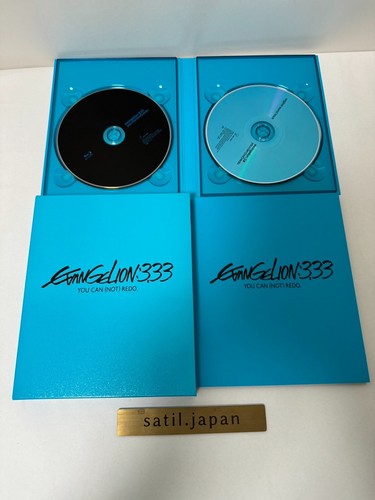 EVANGELION:3.33
YOU CAN (NOT) REDO.
EVANGELION:3.33
YOU CAN (NOT) REDO.
satil.japan